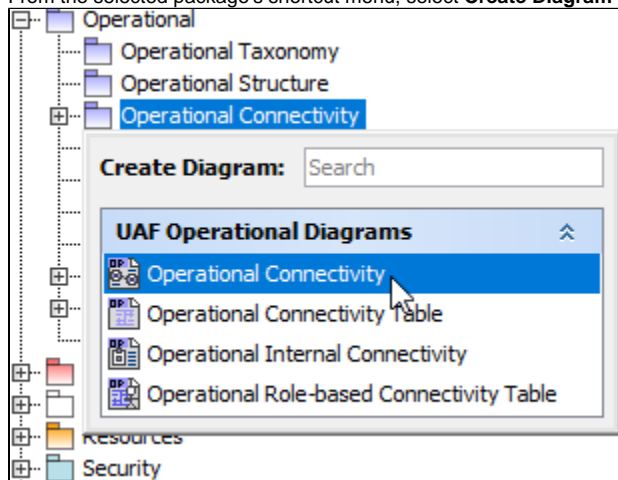 From the selected package's shortcut menu, select Create Diagram
Operational
Operational Taxonomy
Operational Structure
Operational Connectivity
Create Diagram: Search
UAF Operational Diagrams
Operational Connectivity
Operational Connectivity Table
Operational Internal Connectivity
Operational Role-based Connectivity Table
Resources
Security